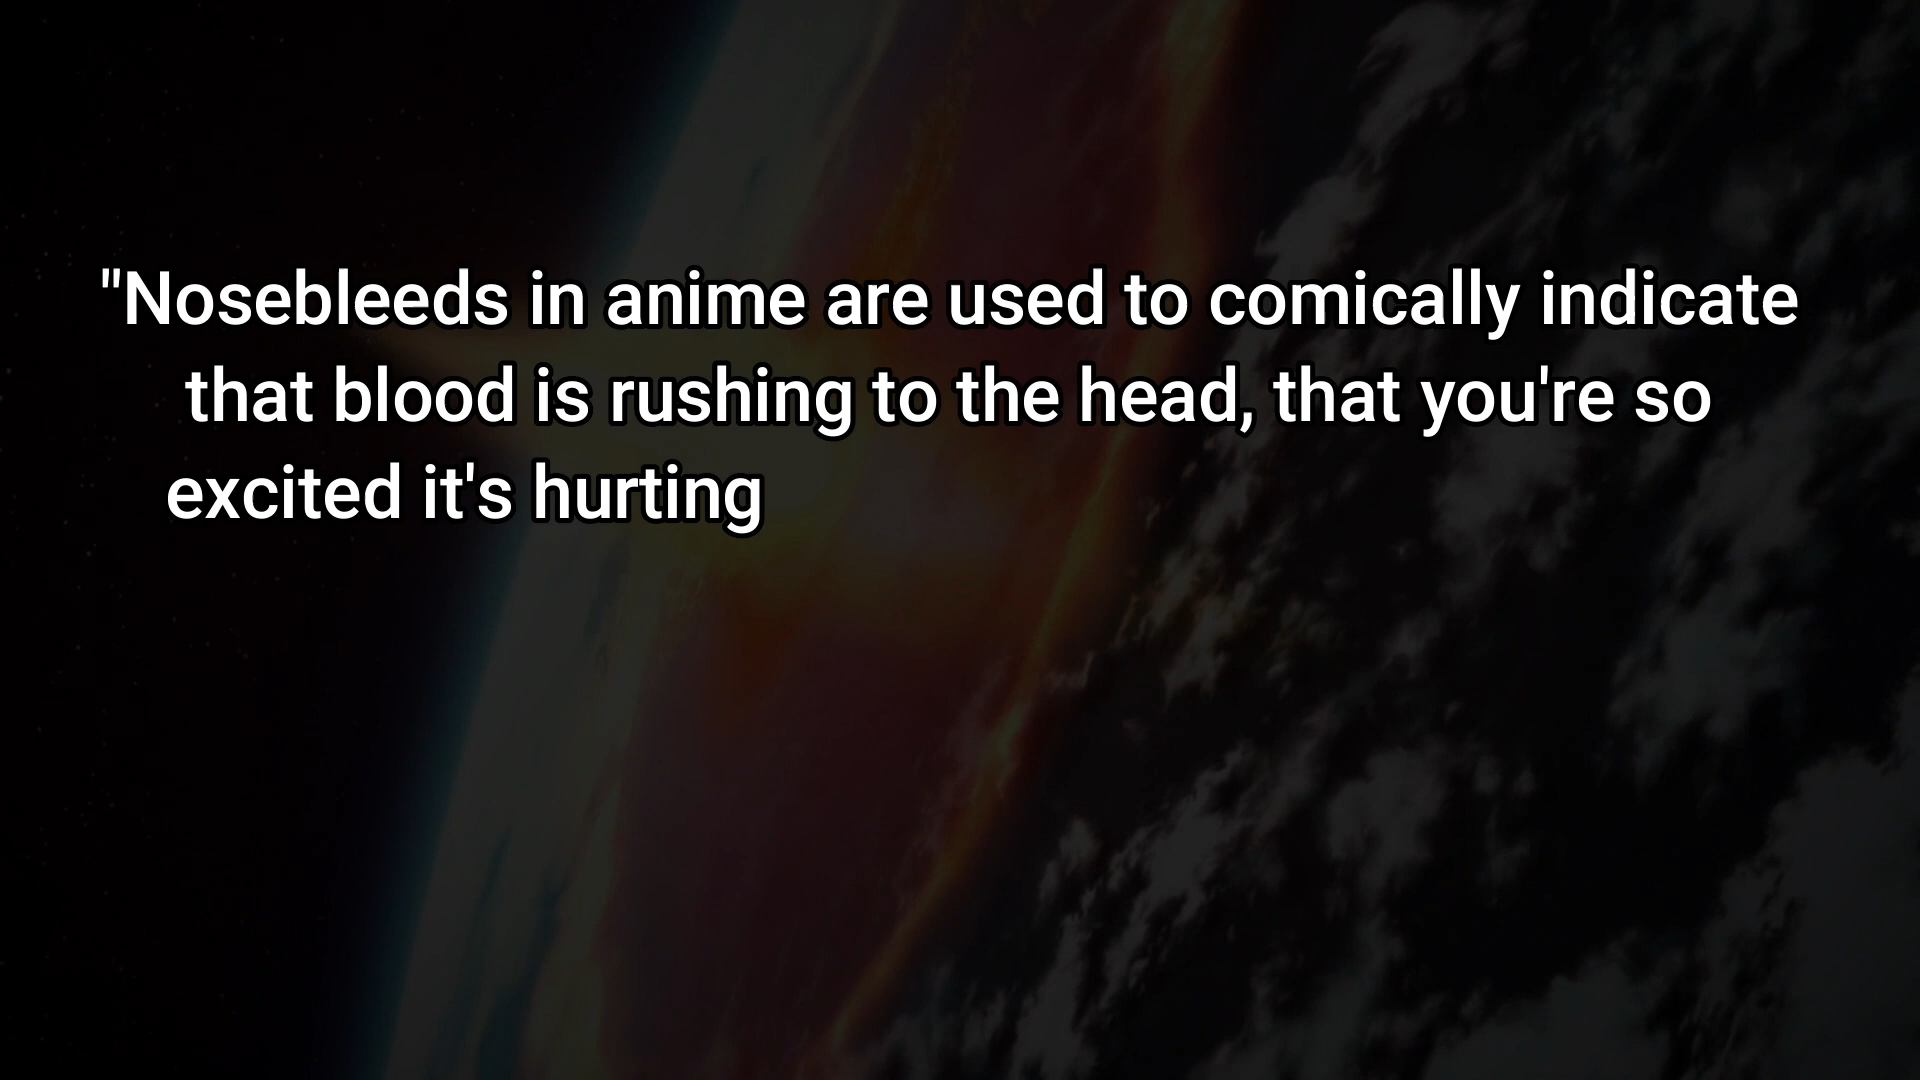 "Nosebleeds in anime are used to comically indicate
that blood is rushing to the head, that you're so
excited it's hurting